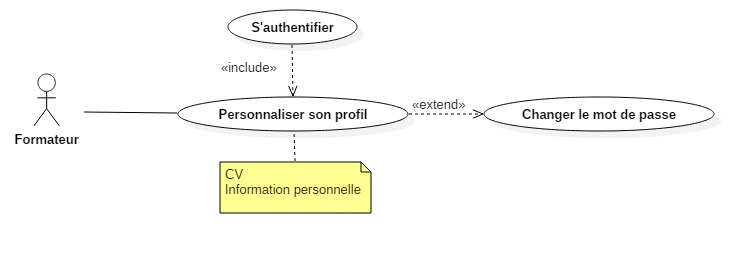 S'authentifier
«include»
Formateur
Personnaliser son profil
«extend»
Changer le mot de passe
CV
Information personnelle